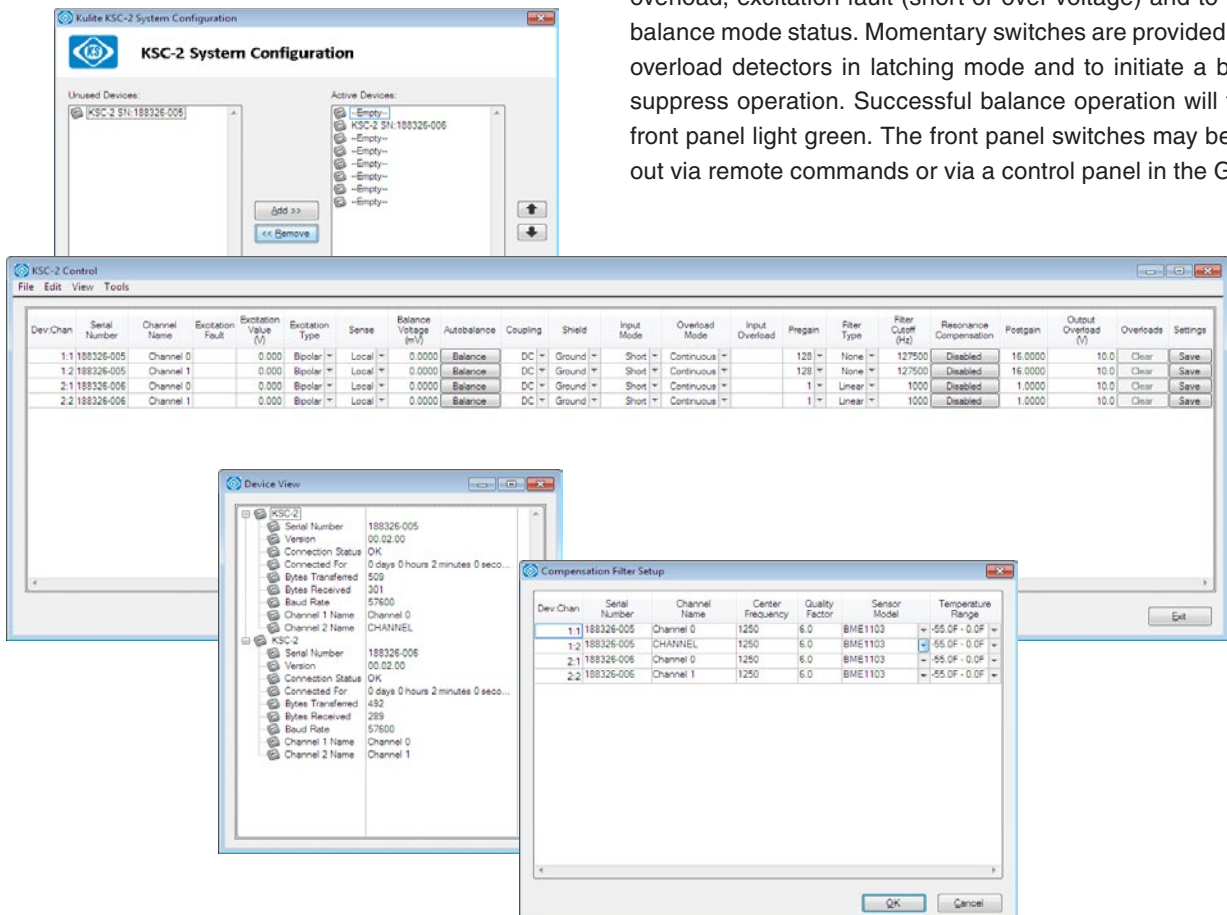 overload, excitation fault (short or over voltage) and to
balance mode status. Momentary switches are provided
overload detectors in latching mode and to initiate a b
suppress operation. Successful balance operation will
front panel light green. The front panel switches may be
out via remote commands or via a control panel in the G
Kulite KSC-2 System Configuration
KSC-2 System Configuration
Unused Devices:
KSC-2 SN:188326-005
Active Devices:
--Empty--
KSC-2 SN:188326-006
--Empty--
--Empty--
--Empty--
--Empty--
--Empty--
--Empty--
Add >>
<< Remove
KSC-2 Control
File Edit View Tools
Dev:Chan Serial Number Channel Name Excitation Fault Excitation Value (V) Excitation Type Sense Balance Voltage (mV) Autobalance Coupling Shield Input Mode Overload Mode Input Overload Pregain Filter Type Filter Cutoff (Hz) Resonance Compensation Postgain Output Overload (V) Overloads Settings
1:1 188326-005 Channel 0 0.000 Bipolar Local 0.0000 Balance DC Ground Short Continuous 128 None 127500 Disabled 16.0000 10.0 Clear Save
1:2 188326-005 Channel 1 0.000 Bipolar Local 0.0000 Balance DC Ground Short Continuous 128 None 127500 Disabled 16.0000 10.0 Clear Save
2:1 188326-006 Channel 0 0.000 Bipolar Local 0.0000 Balance DC Ground Short Continuous 1 Linear 1000 Disabled 1.0000 10.0 Clear Save
2:2 188326-006 Channel 1 0.000 Bipolar Local 0.0000 Balance DC Ground Short Continuous 1 Linear 1000 Disabled 1.0000 10.0 Clear Save
Exit
Device View
KSC-2
Serial Number 188326-005
Version 00.02.00
Connection Status OK
Connected For 0 days 0 hours 2 minutes 0 seco...
Bytes Transferred 509
Bytes Received 301
Baud Rate 57600
Channel 1 Name Channel 0
Channel 2 Name CHANNEL
KSC-2
Serial Number 188326-006
Version 00.02.00
Connection Status OK
Connected For 0 days 0 hours 2 minutes 0 seco...
Bytes Transferred 492
Bytes Received 289
Baud Rate 57600
Channel 1 Name Channel 0
Channel 2 Name Channel 1
Compensation Filter Setup
Dev:Chan Serial Number Channel Name Center Frequency Quality Factor Sensor Model Temperature Range
1:1 188326-005 Channel 0 1250 6.0 BME1103 -55.0F - 0.0F
1:2 188326-005 CHANNEL 1250 6.0 BME1103 -55.0F - 0.0F
2:1 188326-006 Channel 0 1250 6.0 BME1103 -55.0F - 0.0F
2:2 188326-006 Channel 1 1250 6.0 BME1103 -55.0F - 0.0F
OK
Cancel